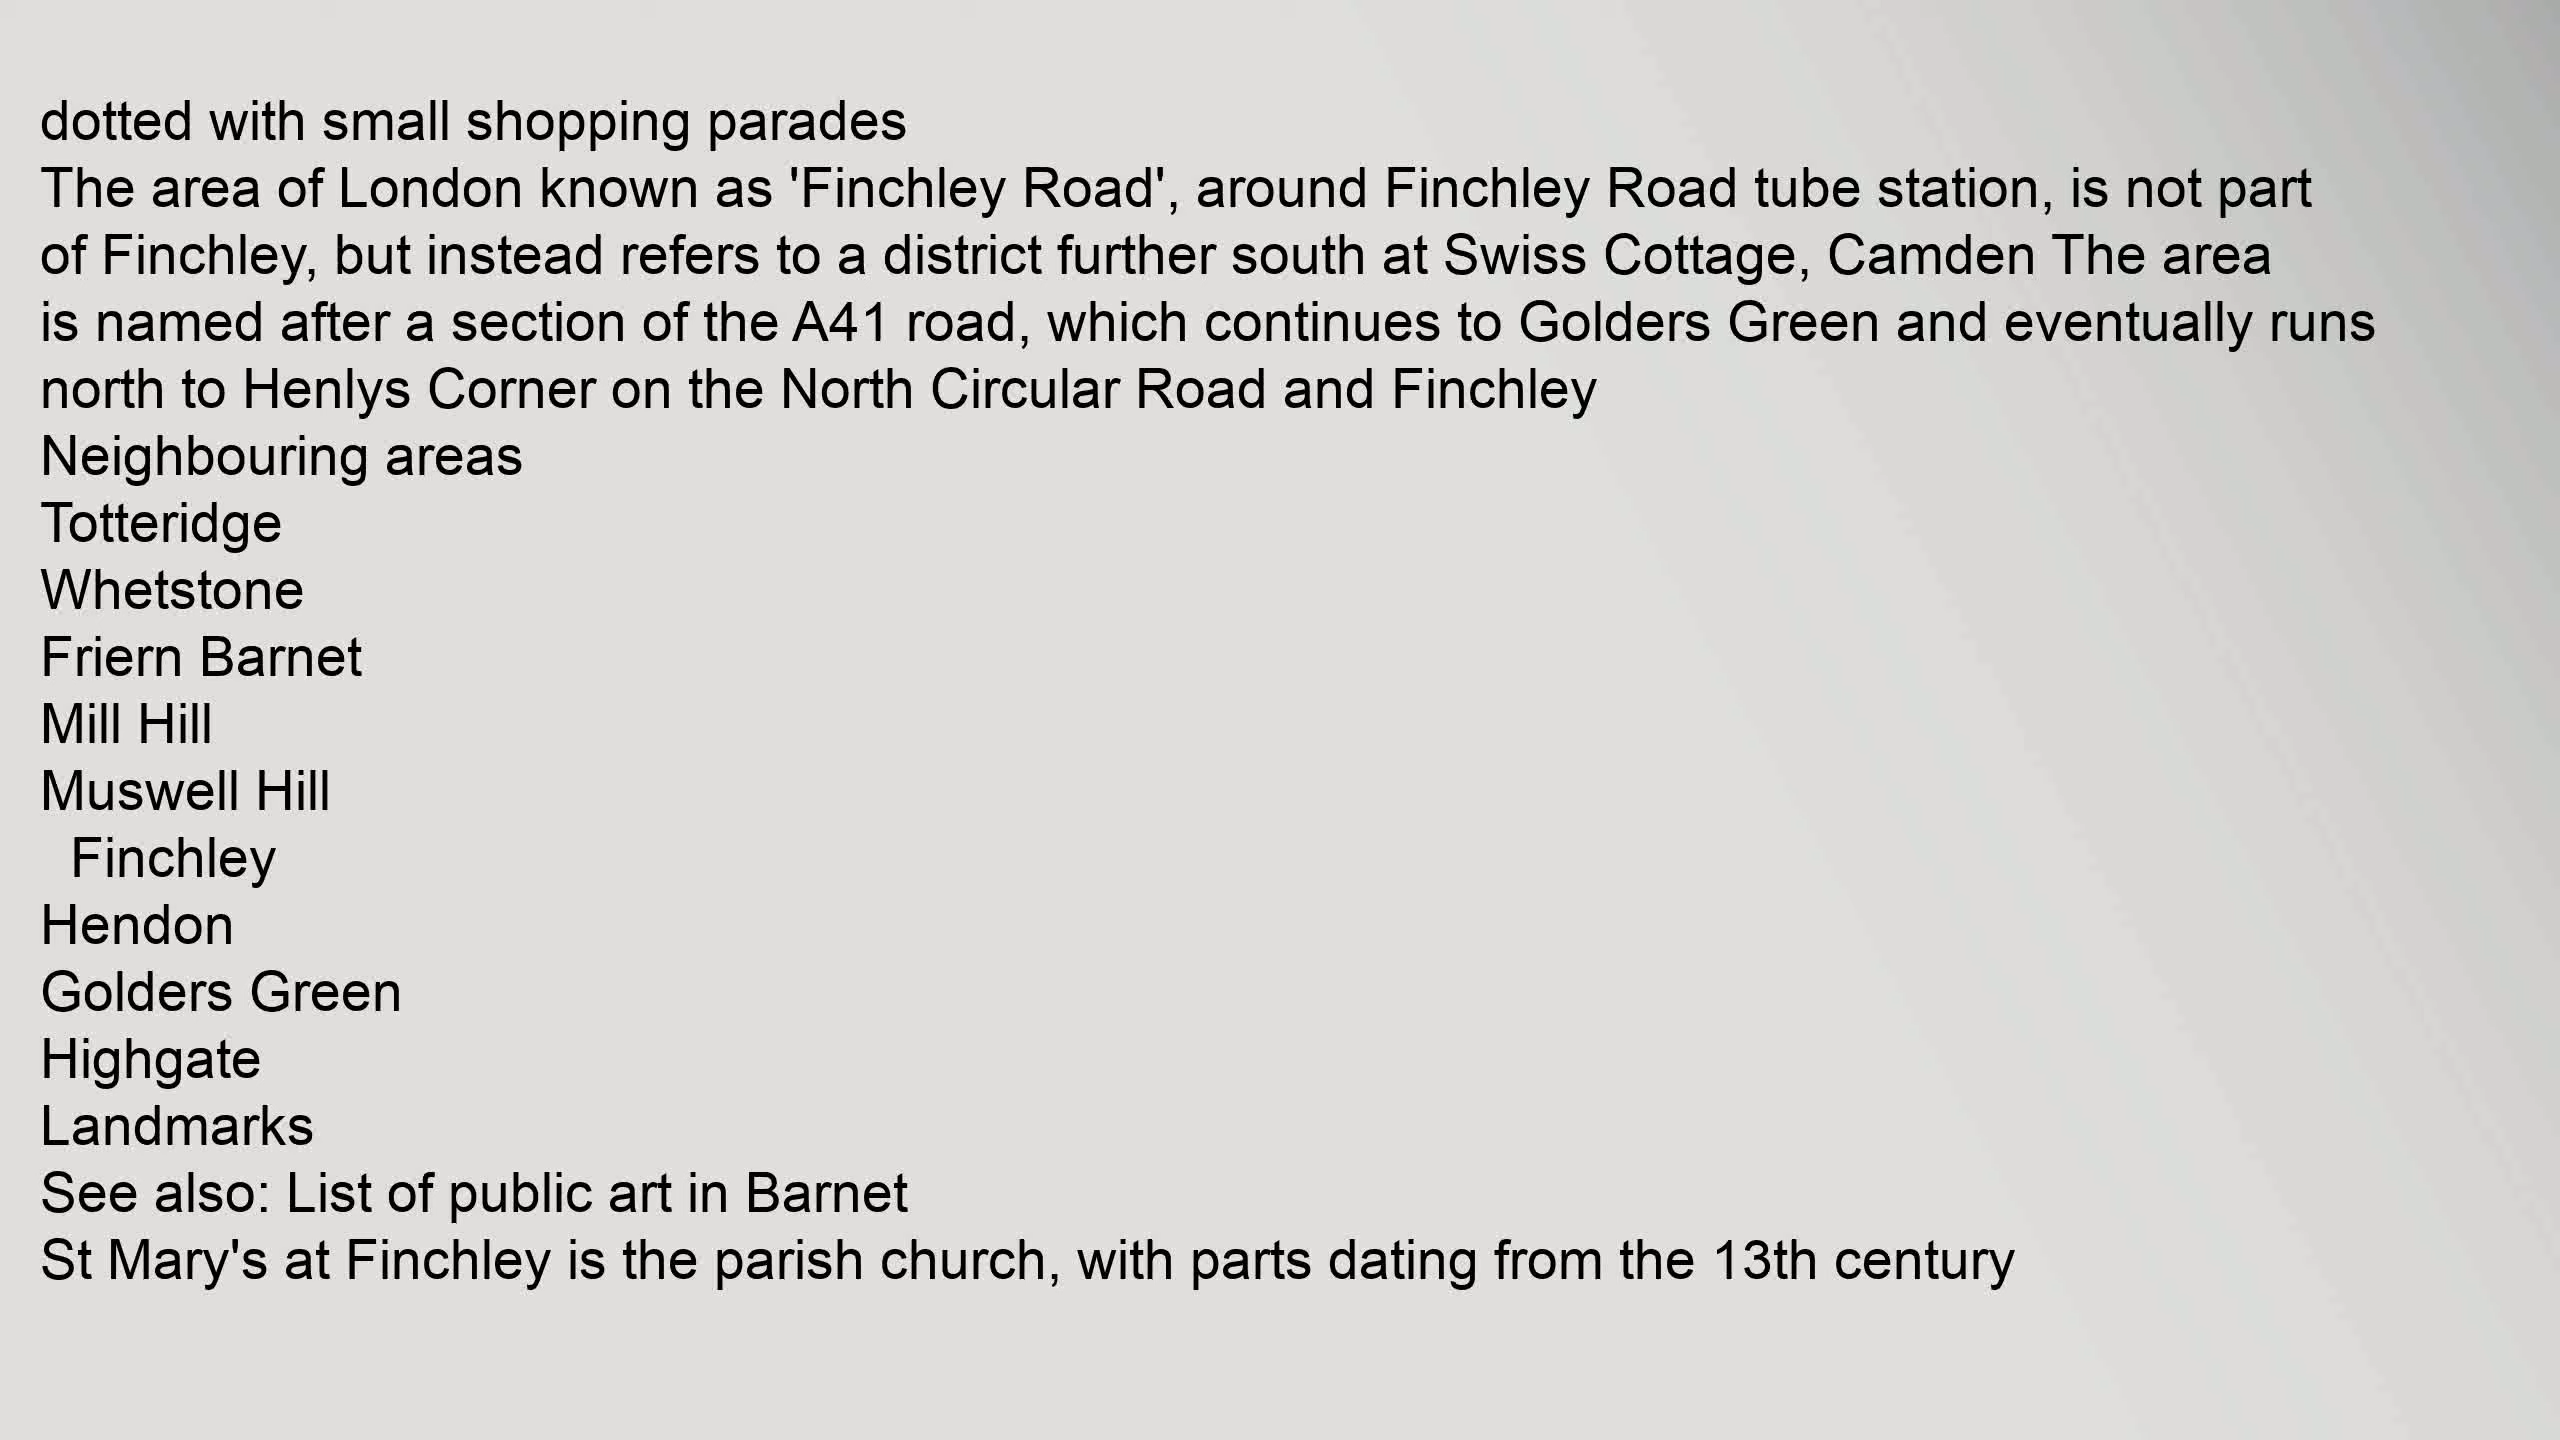 dotted with small shopping parades
The area of London known as 'Finchley Road', around Finchley Road tube station, is not part
of Finchley, but instead refers to a district further south at Swiss Cottage, Camden The area
is named after a section of the A41 road, which continues to Golders Green and eventually runs
north to Henlys Corner on the North Circular Road and Finchley
Neighbouring areas
Totteridge
Whetstone
Friern Barnet
Mill Hill
Muswell Hill
Finchley
Hendon
Golders Green
Highgate
Landmarks
See also: List of public art in Barnet
St Mary's at Finchley is the parish church, with parts dating from the 13th century